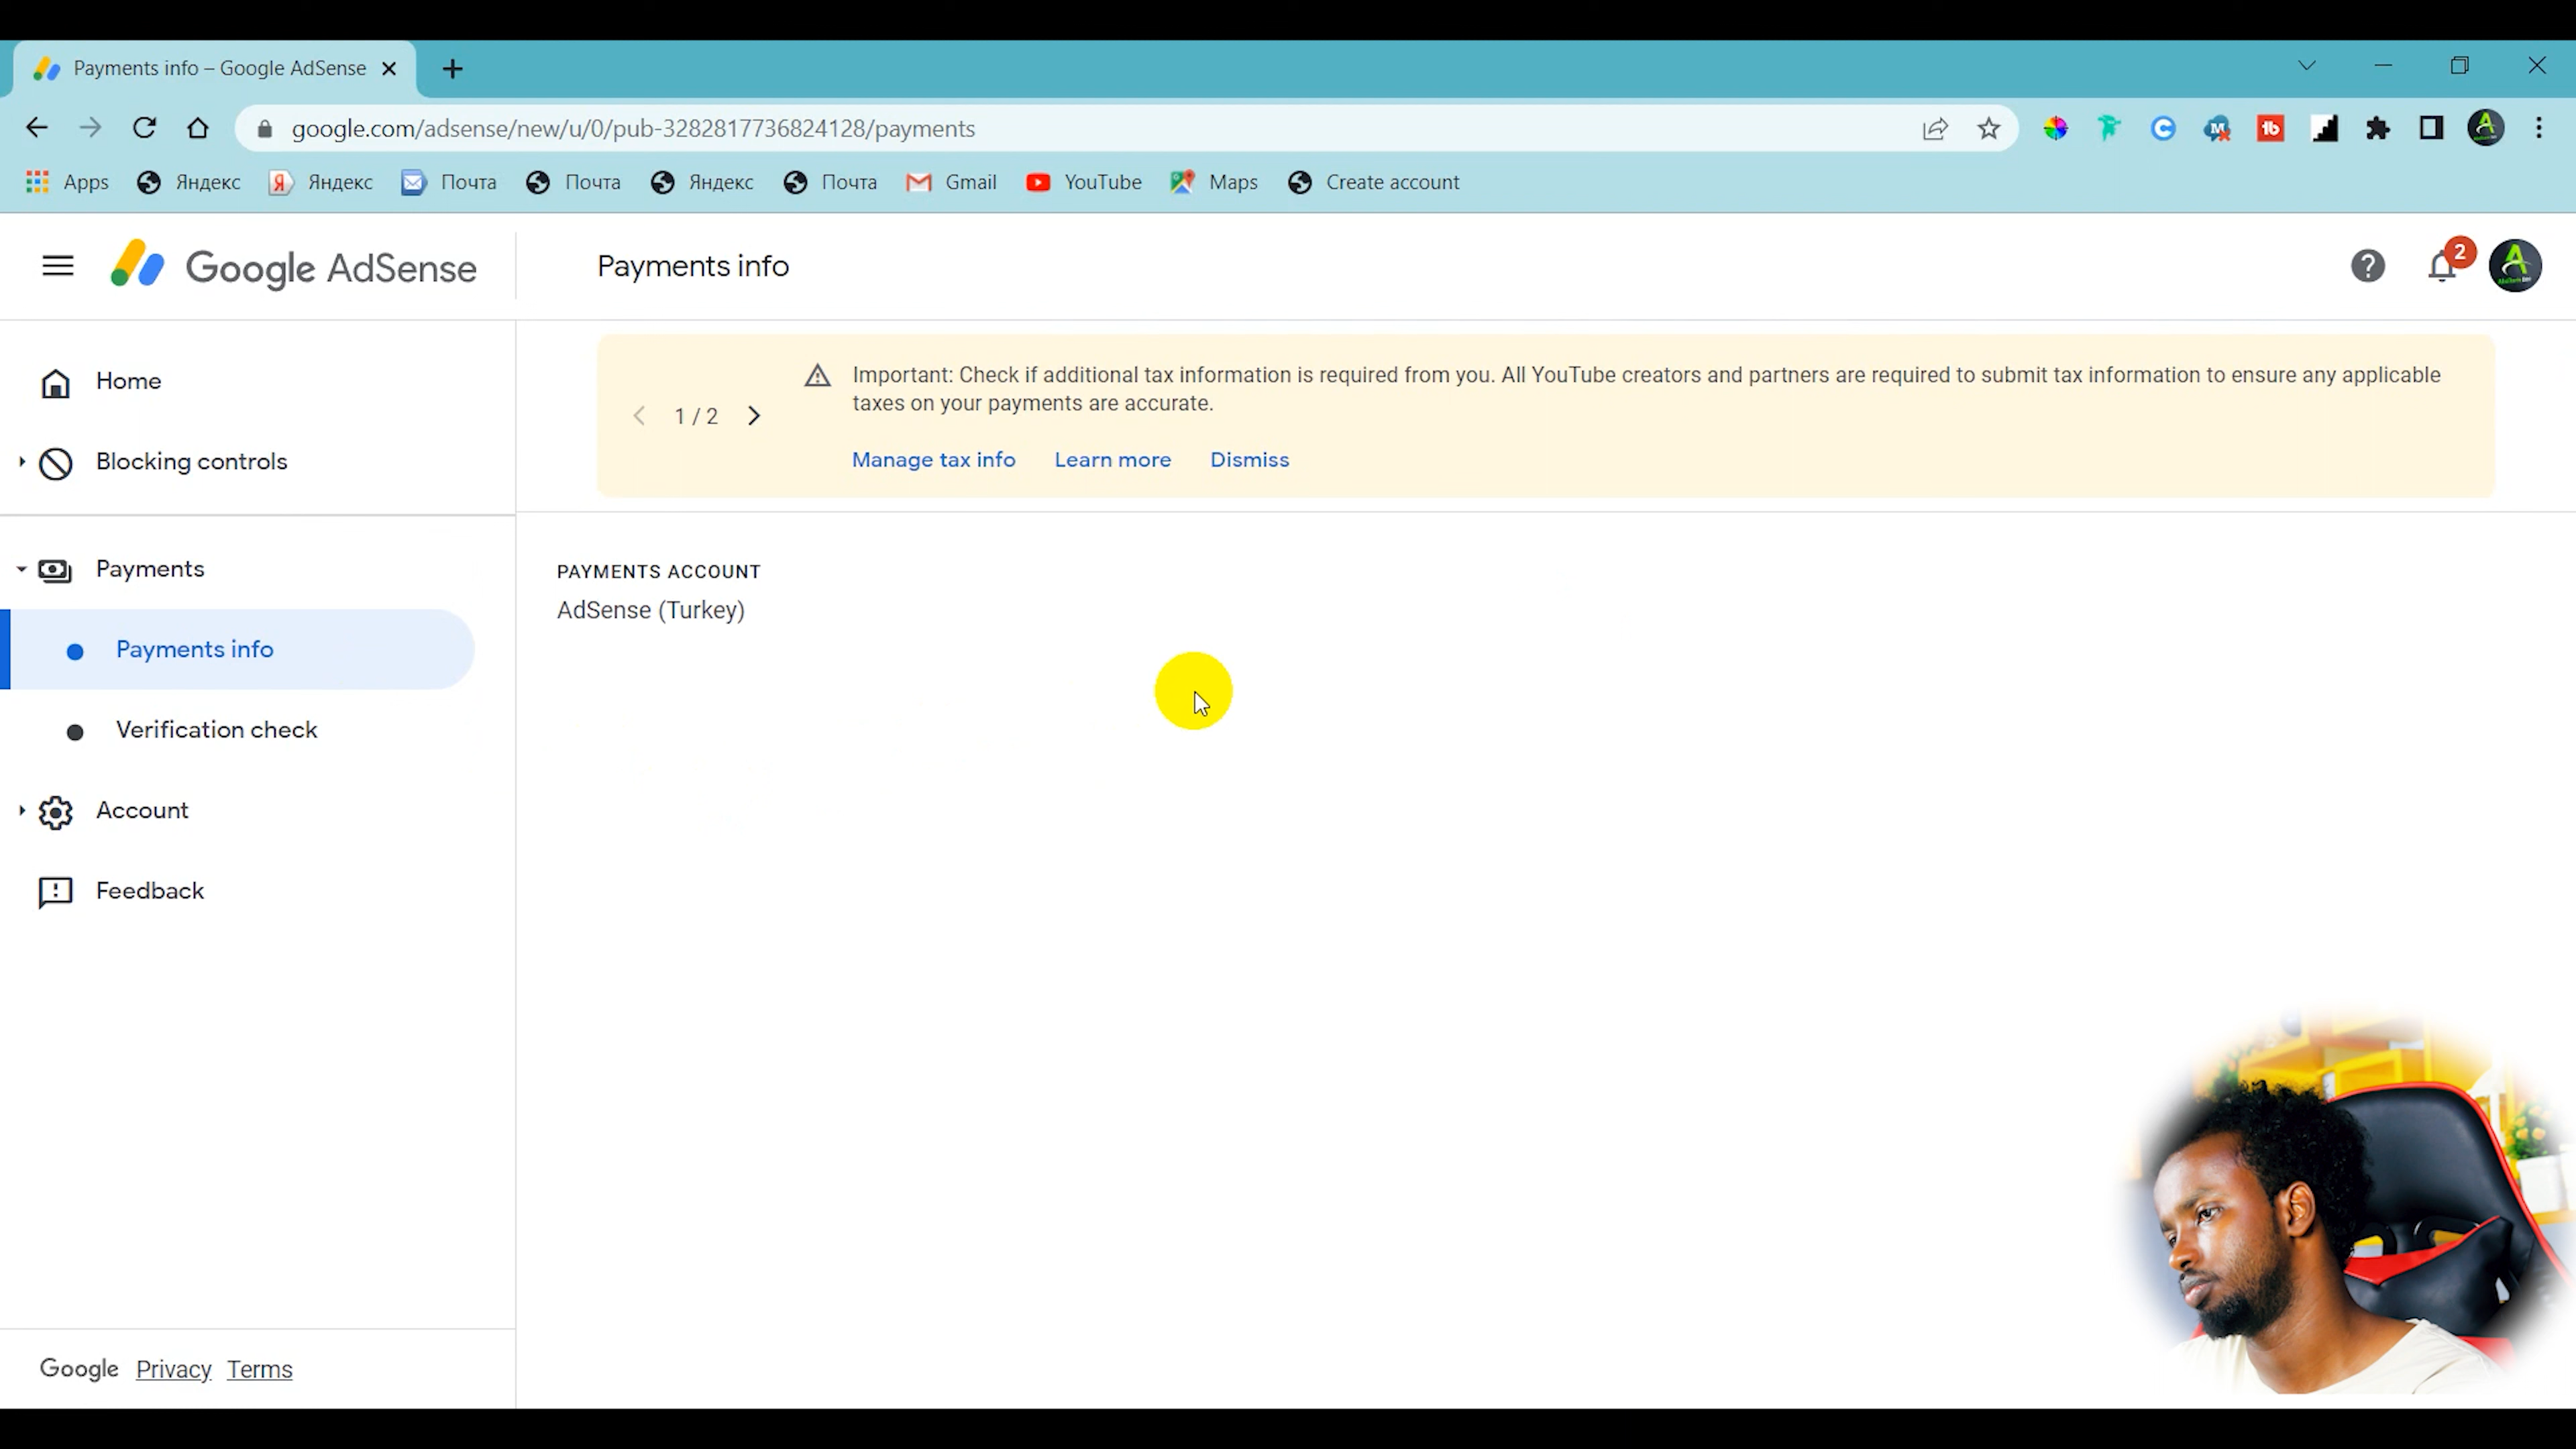 Payments info – Google AdSense
google.com/adsense/new/u/0/pub-3282817736824128/payments
Apps Яндекс Яндекс Почта Почта Яндекс Почта Gmail YouTube Maps Create account
Google AdSense
Payments info
2
Home
Blocking controls
Payments
Payments info
Verification check
Account
Feedback
1 / 2
Important: Check if additional tax information is required from you. All YouTube creators and partners are required to submit tax information to ensure any applicable
taxes on your payments are accurate.
Manage tax info Learn more Dismiss
PAYMENTS ACCOUNT
AdSense (Turkey)
Google Privacy Terms